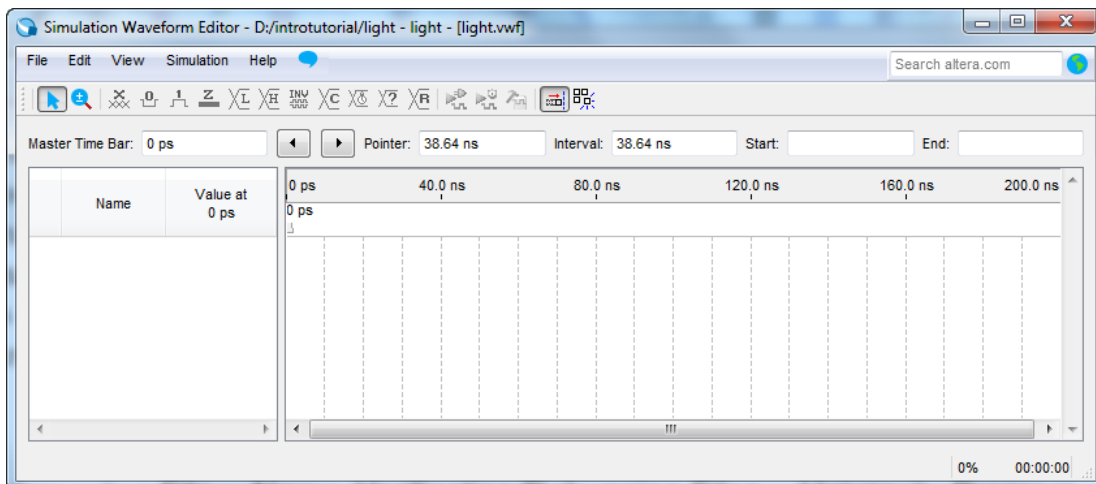 Simulation Waveform Editor - D:/introtutorial/light - light - [light.vwf]
File Edit View Simulation Help Search altera.com
Master Time Bar: 0 ps Pointer: 38.64 ns Interval: 38.64 ns Start: End:
Name Value at 0 ps
0 ps 40.0 ns 80.0 ns 120.0 ns 160.0 ns 200.0 ns
0 ps
0% 00:00:00